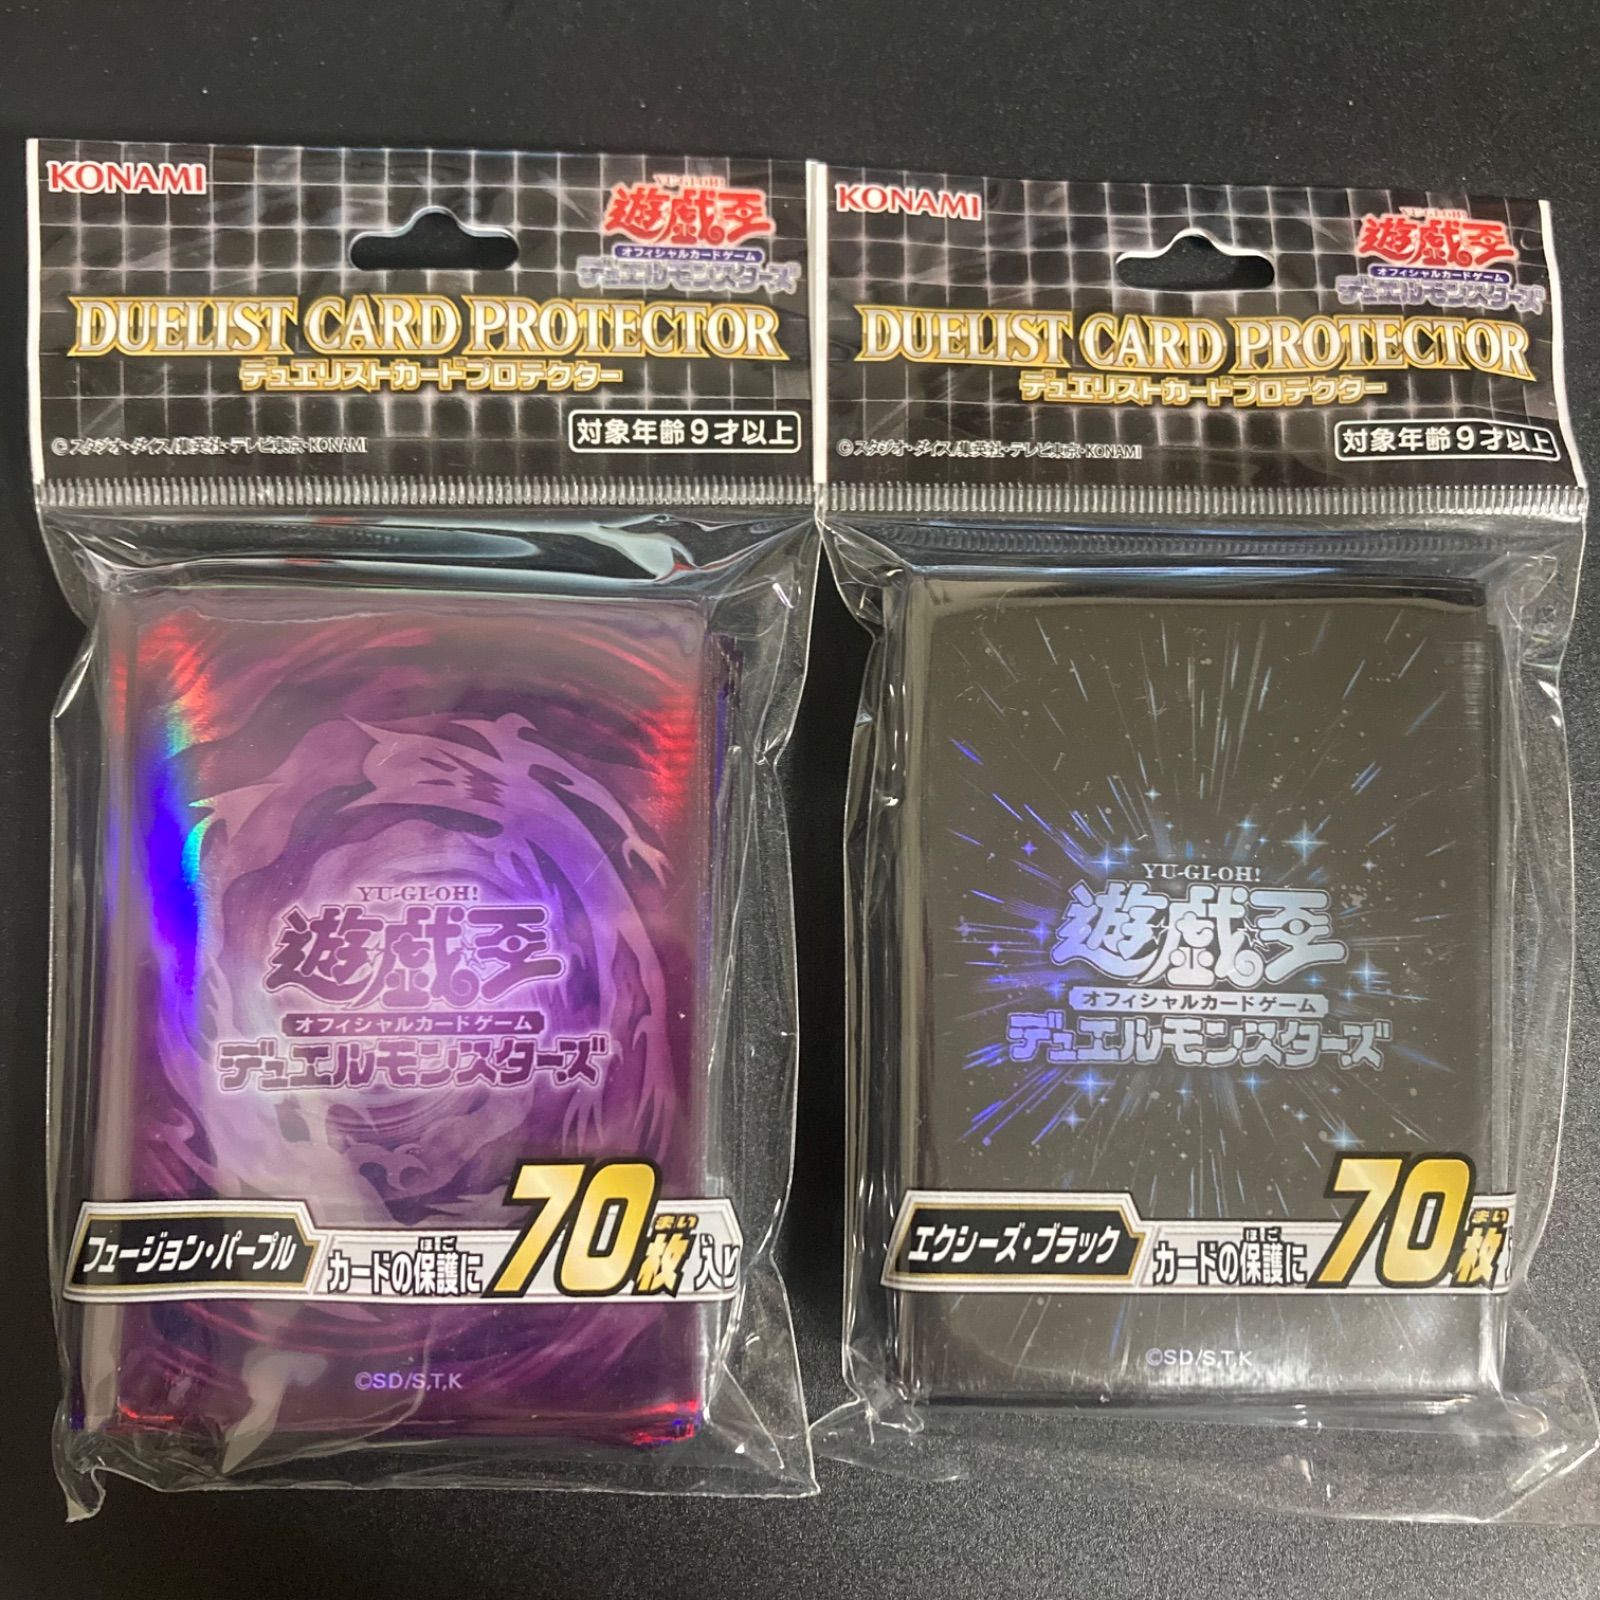 KONAMI
YU-GI-OH!
遊戯王
オフィシャルカードゲーム
デュエルモンスターズ
DUELIST CARD PROTECTOR
デュエリストカードプロテクター
対象年齢9才以上
©スタジオ・ダイス/集英社・テレビ東京・KONAMI
YU-GI-OH!
遊戯王
オフィシャルカードゲーム
デュエルモンスターズ
フュージョン・パープル
カードの保護に
ほご
70枚入り
まい
©SD/S,T,K
KONAMI
YU-GI-OH!
遊戯王
オフィシャルカードゲーム
デュエルモンスターズ
DUELIST CARD PROTECTOR
デュエリストカードプロテクター
対象年齢9才以上
©スタジオ・ダイス/集英社・テレビ東京・KONAMI
YU-GI-OH!
遊戯王
オフィシャルカードゲーム
デュエルモンスターズ
エクシーズ・ブラック
カードの保護に
ほご
70枚
まい
©SD/S,T,K